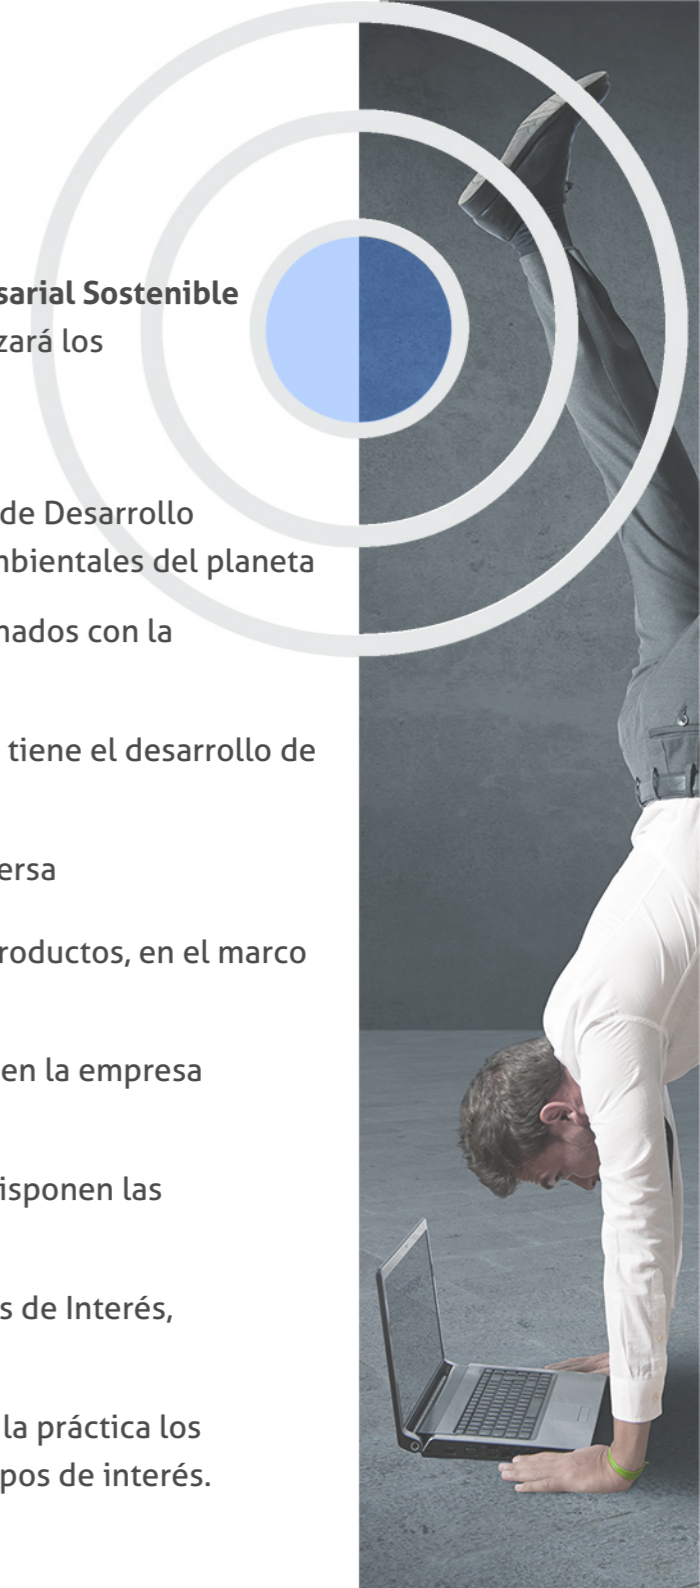 sarial Sostenible
zará los
de Desarrollo
mbientales del planeta
nados con la
tiene el desarrollo de
ersa
roductos, en el marco
en la empresa
isponen las
s de Interés,
la práctica los
pos de interés.